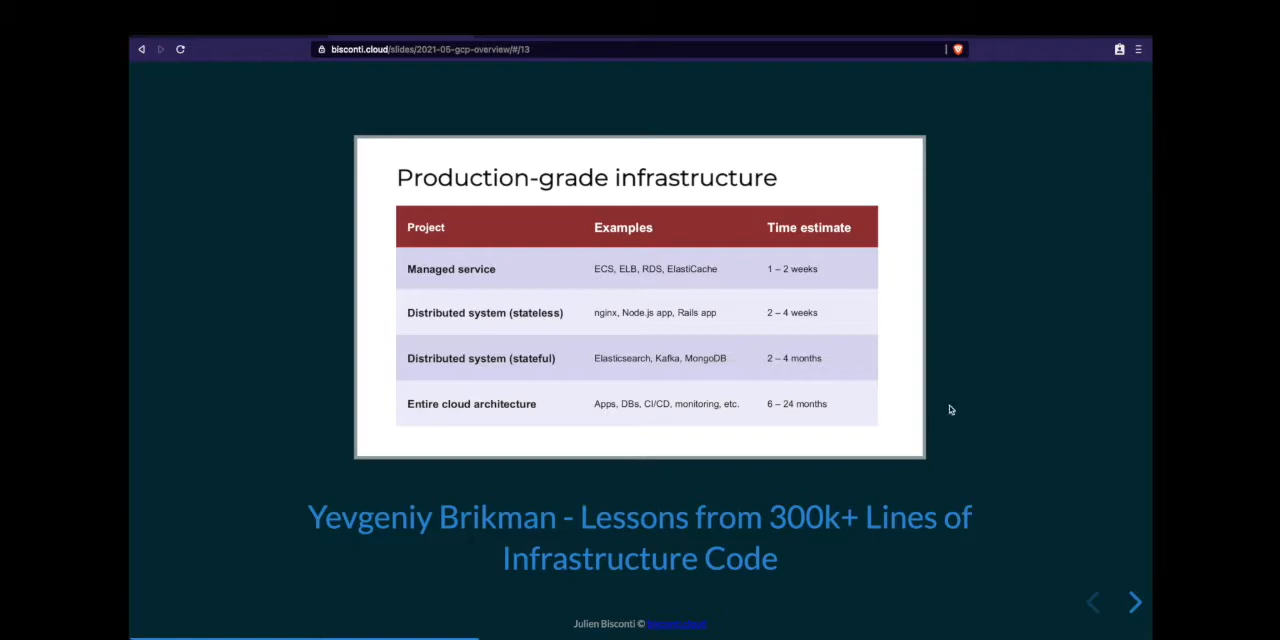 bisconti.cloud/slides/2021-05-gcp-overview/#/13
Production-grade infrastructure
Project Examples Time estimate
Managed service ECS, ELB, RDS, ElastiCache 1 – 2 weeks
Distributed system (stateless) nginx, Node.js app, Rails app 2 – 4 weeks
Distributed system (stateful) Elasticsearch, Kafka, MongoDB 2 – 4 months
Entire cloud architecture Apps, DBs, CI/CD, monitoring, etc. 6 – 24 months
Yevgeniy Brikman - Lessons from 300k+ Lines of
Infrastructure Code
Julien Bisconti ©